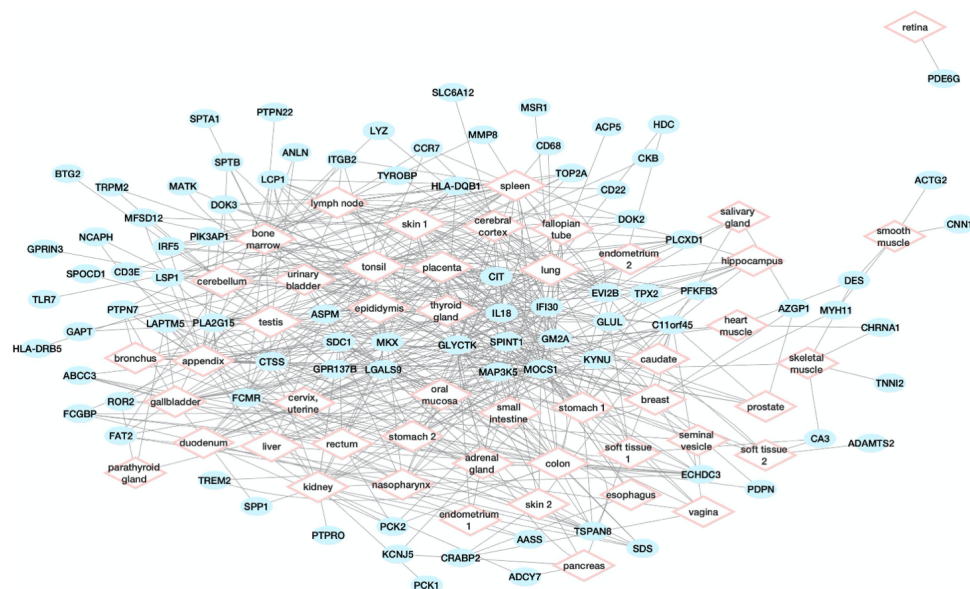 retina
PDE6G
SLC6A12
MSR1
PTPN22
SPTA1
LYZ
MMP8
ACP5
HDC
CCR7
CD68
ANLN
ITGB2
SPTB
CKB
BTG2
TRPM2
MATK
LCP1
TYROBP
HLA-DQB1
spleen
TOP2A
CD22
ACTG2
DOK3
lymph node
MFSD12
skin 1
cerebral
cortex
fallopian
tube
DOK2
salivary
gland
CNN1
smooth
muscle
PIK3AP1
bone
marrow
PLCXD1
GPRIN3
IRF5
NCAPH
endometrium
2
hippocampus
SPOCD1
CD3E
LSP1
cerebellum
urinary
bladder
tonsil
placenta
CIT
lung
DES
TLR7
EVI2B
TPX2
PFKFB3
PTPN7
epididymis
thyroid
gland
IFI30
AZGP1
MYH11
LAPTM5
PLA2G15
testis
ASPM
IL18
GLUL
C11orf45
heart
muscle
CHRNA1
GAPT
SDC1
MKX
GLYCTK
SPINT1
GM2A
HLA-DRB5
bronchus
appendix
CTSS
GPR137B
LGALS9
MAP3K5
MOCS1
KYNU
caudate
skeletal
muscle
ABCC3
TNNI2
ROR2
gallbladder
FCMR
cervix,
uterine
oral
mucosa
small
intestine
stomach 1
breast
prostate
FCGBP
FAT2
duodenum
liver
rectum
stomach 2
soft tissue
1
seminal
vesicle
soft tissue
2
CA3
ADAMTS2
parathyroid
gland
adrenal
gland
colon
ECHDC3
TREM2
kidney
nasopharynx
PDPN
esophagus
SPP1
skin 2
vagina
endometrium
1
PTPRO
PCK2
TSPAN8
AASS
SDS
KCNJ5
CRABP2
pancreas
ADCY7
PCK1